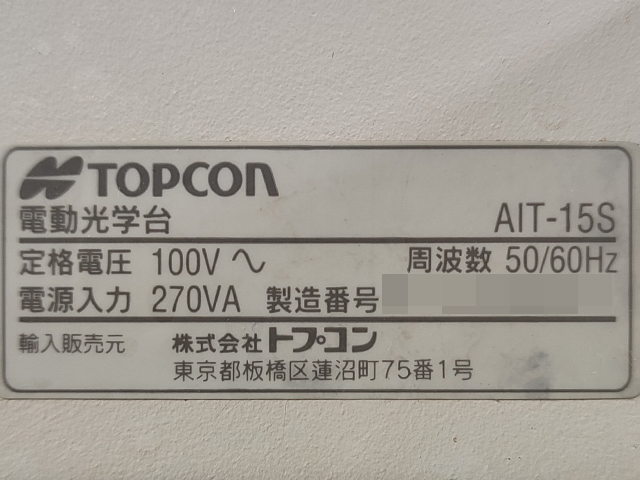 TOPCON
電動光学台 AIT-15S
定格電圧 100V～ 周波数 50/60Hz
電源入力 270VA 製造番号
輸入販売元 株式会社トプコン
東京都板橋区蓮沼町75番1号